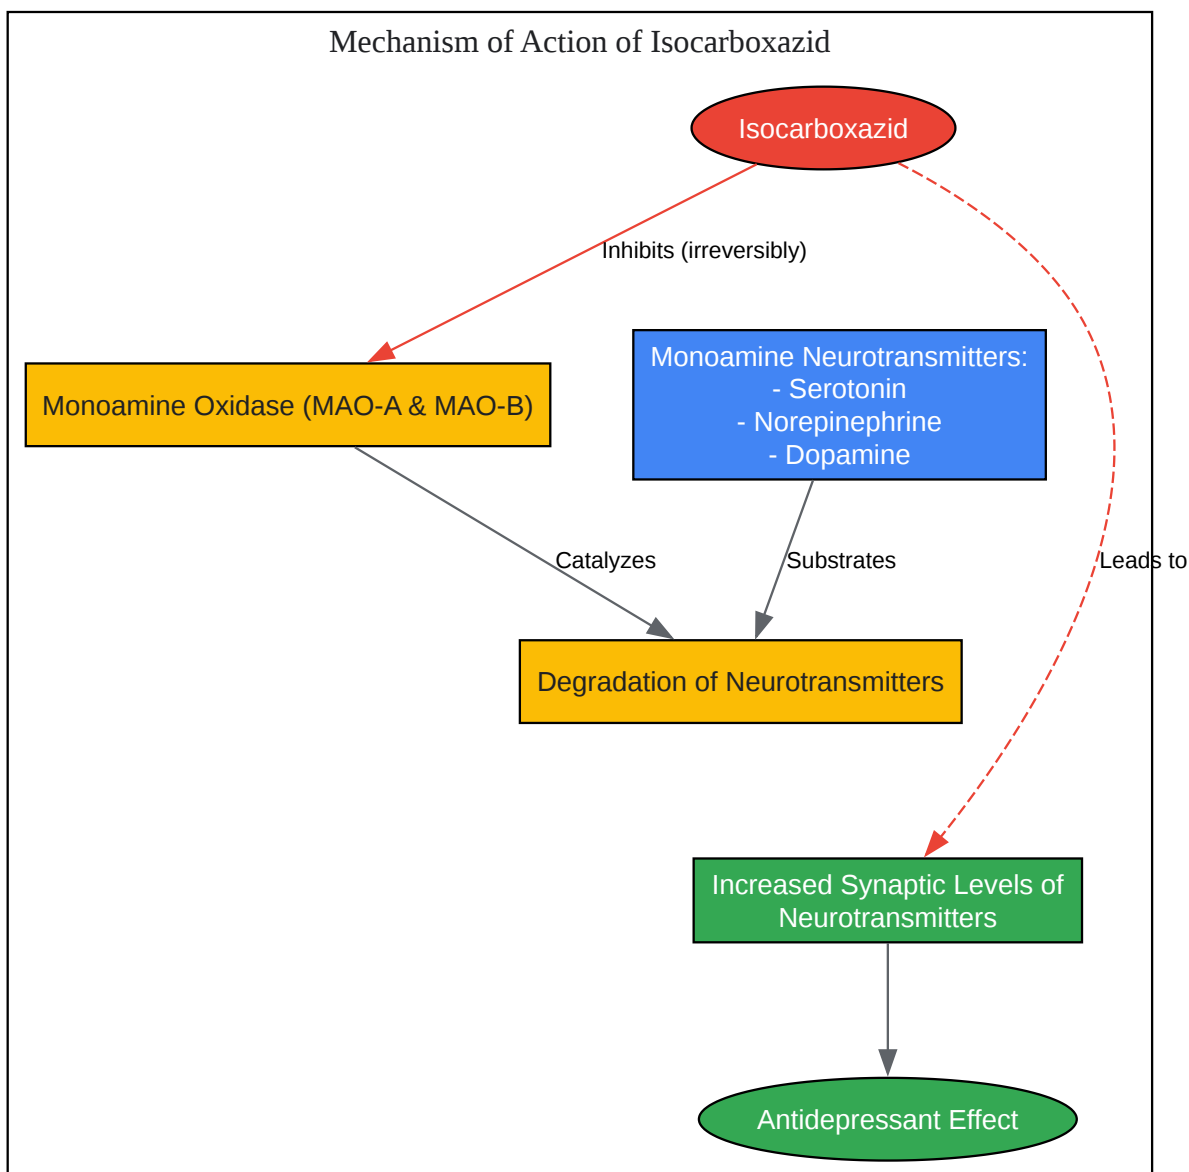 Mechanism of Action of Isocarboxazid
Isocarboxazid
Inhibits (irreversibly)
Monoamine Neurotransmitters:
- Serotonin
- Norepinephrine
- Dopamine
Monoamine Oxidase (MAO-A & MAO-B)
Catalyzes
Substrates
Leads to
Degradation of Neurotransmitters
Increased Synaptic Levels of
Neurotransmitters
Antidepressant Effect